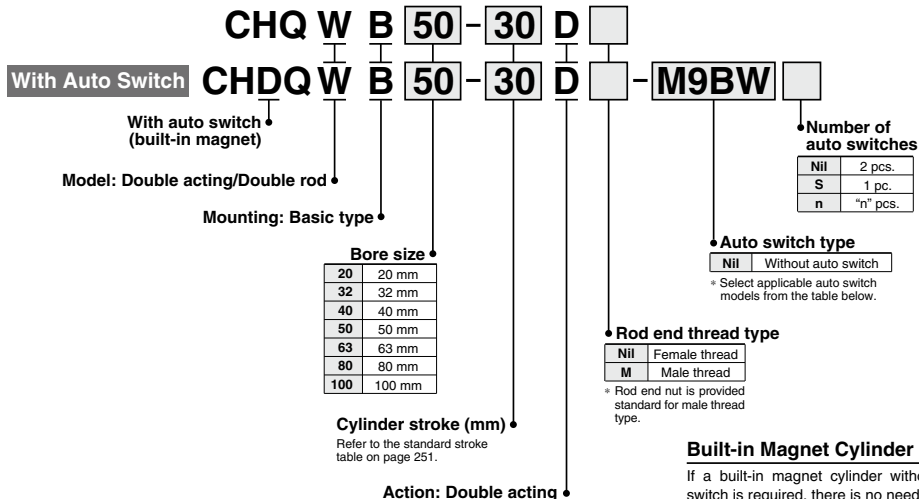 CHQ W B 50 - 30 D
With Auto Switch CHDQ W B 50 - 30 D - M9BW
With auto switch
(built-in magnet)
Number of
auto switches
Nil 2 pcs.
S 1 pc.
n “n” pcs.
Model: Double acting/Double rod
Mounting: Basic type
Auto switch type
Nil Without auto switch
* Select applicable auto switch
models from the table below.
Bore size
20 20 mm
32 32 mm
40 40 mm
50 50 mm
63 63 mm
80 80 mm
100 100 mm
Rod end thread type
Nil Female thread
M Male thread
* Rod end nut is provided
standard for male thread
type.
Cylinder stroke (mm)
Refer to the standard stroke
table on page 251.
Action: Double acting
Built-in Magnet Cylinder
If a built-in magnet cylinder
switch is required, there is no need